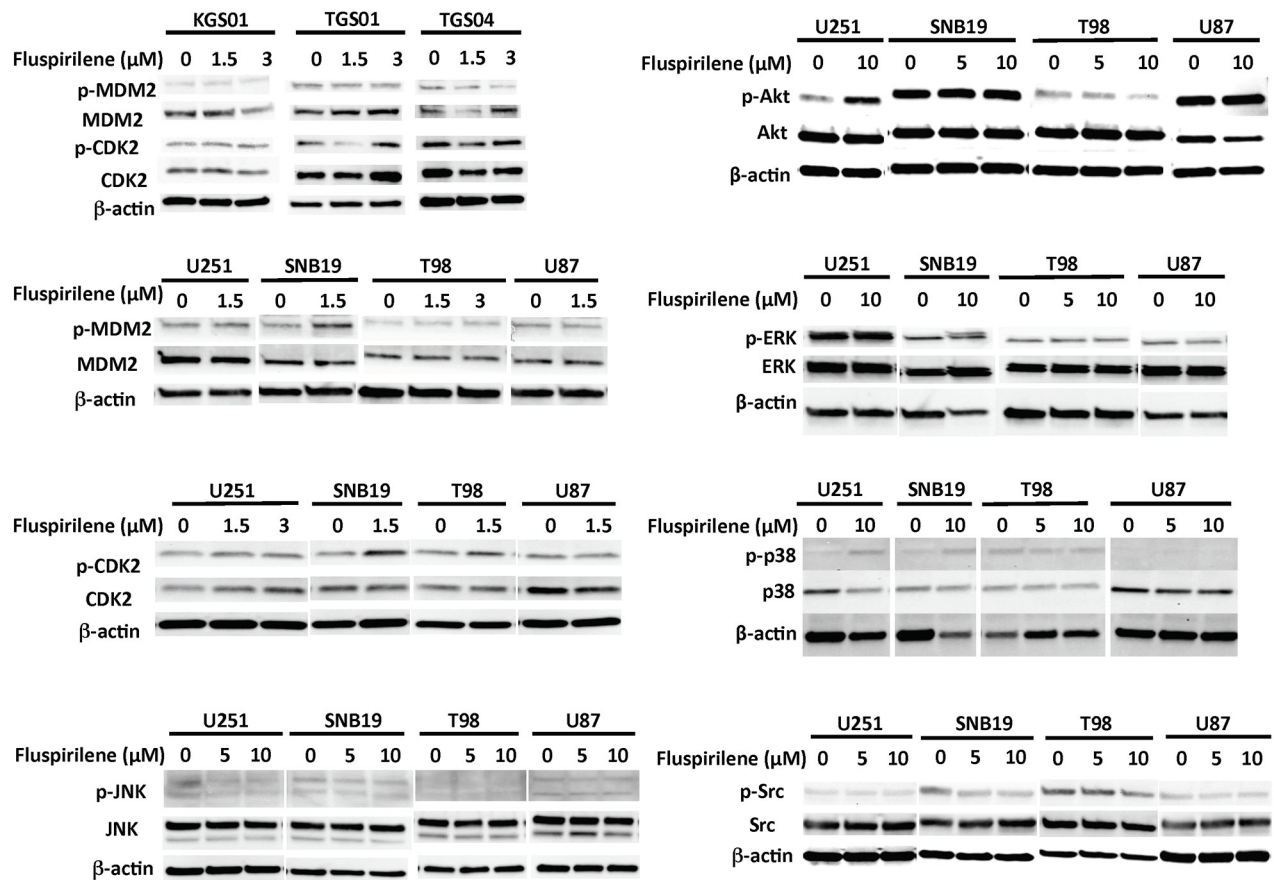 KGS01 TGS01 TGS04
Fluspirilene (µM) 0 1.5 3 0 1.5 3 0 1.5 3
p-MDM2
MDM2
p-CDK2
CDK2
β-actin
U251 SNB19 T98 U87
Fluspirilene (µM) 0 10 0 5 10 0 5 10 0 10
p-Akt
Akt
β-actin
U251 SNB19 T98 U87
Fluspirilene (µM) 0 1.5 0 1.5 0 1.5 3 0 1.5
p-MDM2
MDM2
β-actin
U251 SNB19 T98 U87
Fluspirilene (µM) 0 10 0 10 0 5 10 0 10
p-ERK
ERK
β-actin
U251 SNB19 T98 U87
Fluspirilene (µM) 0 1.5 3 0 1.5 0 1.5 0 1.5
p-CDK2
CDK2
β-actin
U251 SNB19 T98 U87
Fluspirilene (µM) 0 10 0 10 0 5 10 0 5 10
p-p38
p38
β-actin
U251 SNB19 T98 U87
Fluspirilene (µM) 0 5 10 0 5 10 0 5 10 0 5 10
p-JNK
JNK
β-actin
U251 SNB19 T98 U87
Fluspirilene (µM) 0 5 10 0 5 10 0 5 10 0 5 10
p-Src
Src
β-actin